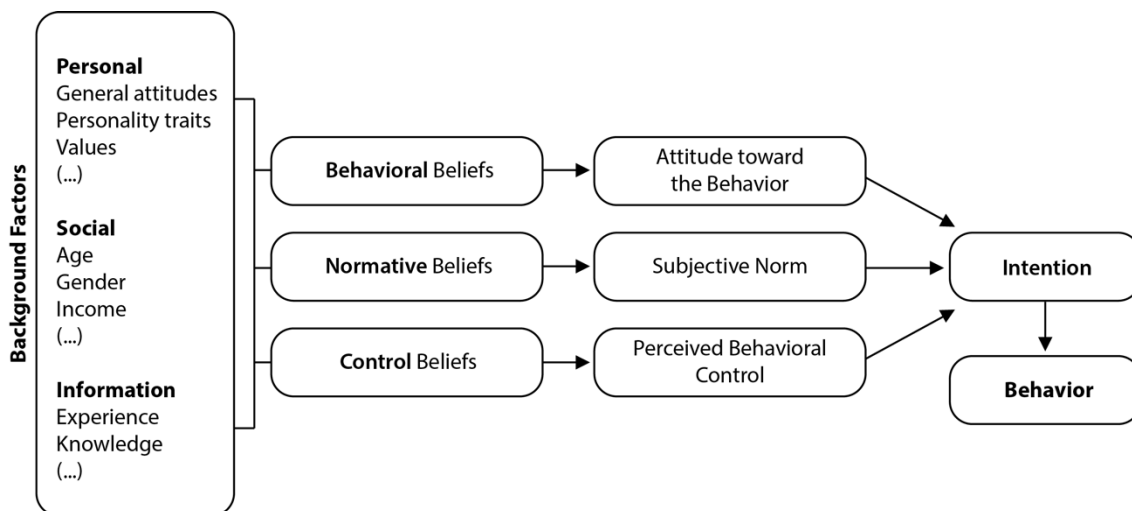 Background Factors
Personal
General attitudes
Personality traits
Values
(...)
Social
Age
Gender
Income
(...)
Information
Experience
Knowledge
(...)
Behavioral Beliefs
Normative Beliefs
Control Beliefs
Attitude toward
the Behavior
Subjective Norm
Perceived Behavioral
Control
Intention
Behavior